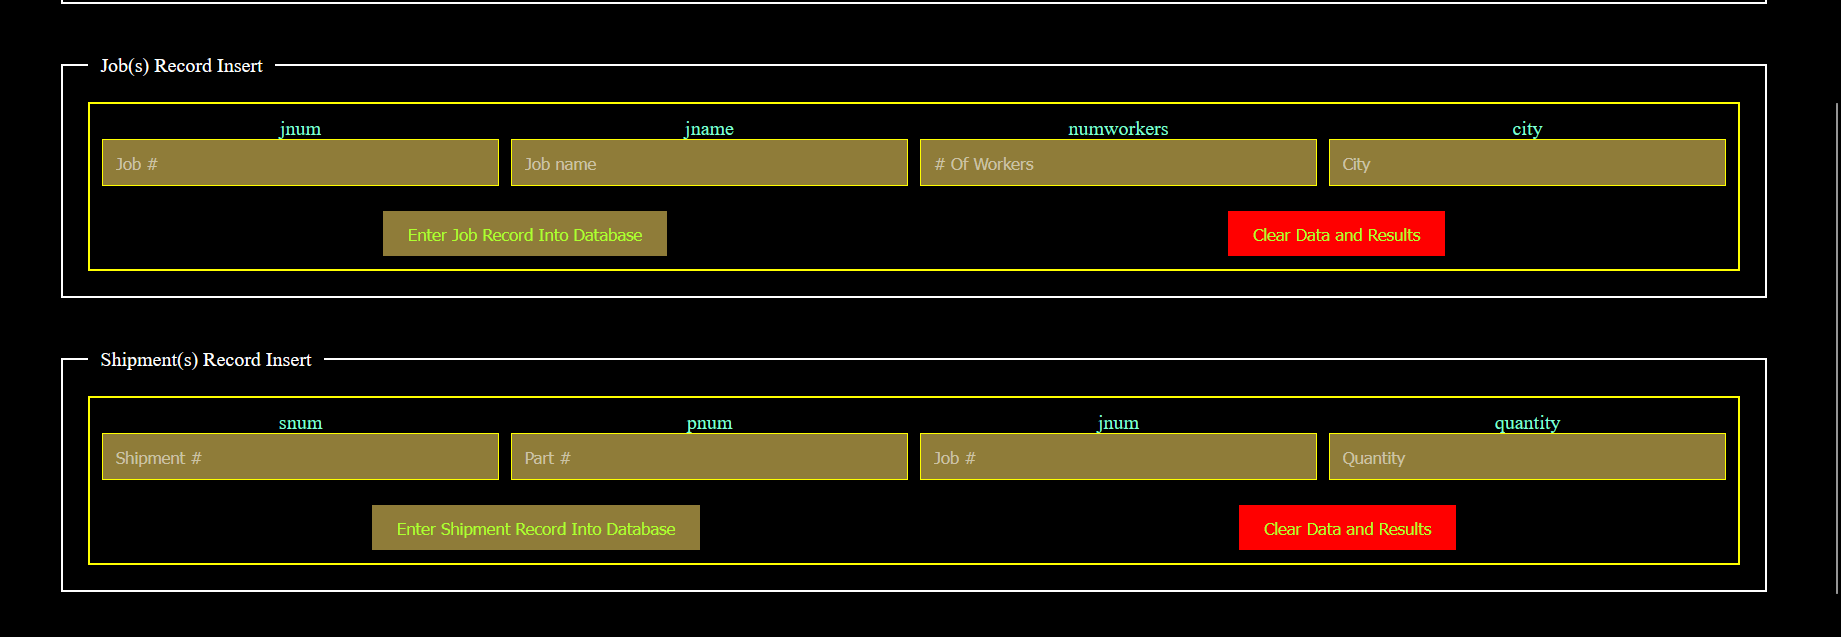 Job(s) Record Insert
jnum jname numworkers city
Job # Job name # Of Workers City
Enter Job Record Into Database Clear Data and Results
Shipment(s) Record Insert
snum pnum jnum quantity
Shipment # Part # Job # Quantity
Enter Shipment Record Into Database Clear Data and Results